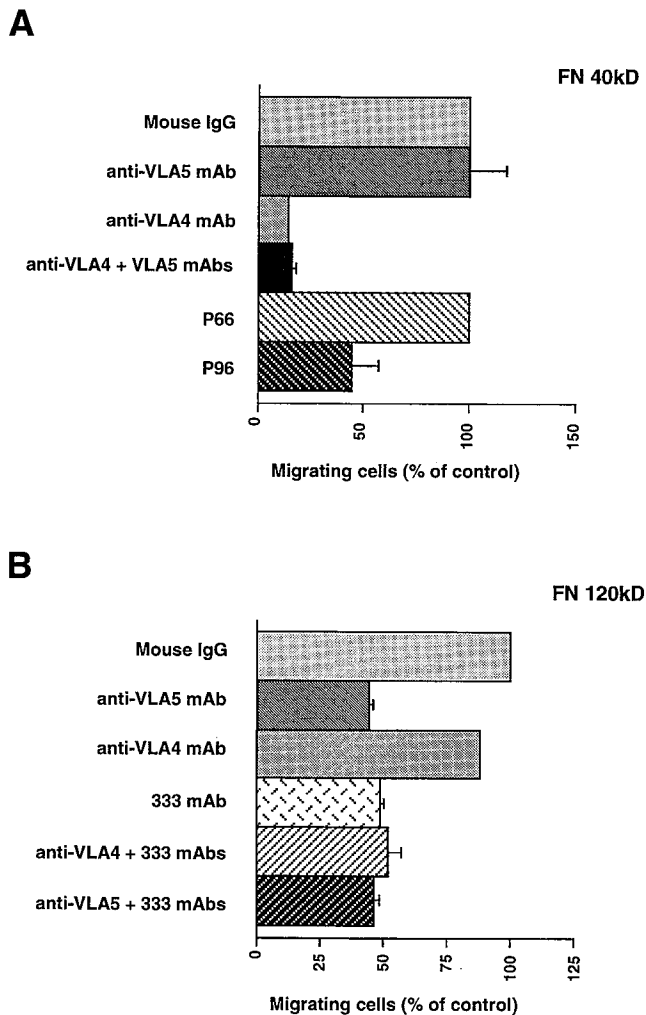 A
FN 40kD
Mouse IgG
anti-VLA5 mAb
anti-VLA4 mAb
anti-VLA4 + VLA5 mAbs
P66
P96
0 50 100 150
Migrating cells (% of control)
B
FN 120kD
Mouse IgG
anti-VLA5 mAb
anti-VLA4 mAb
333 mAb
anti-VLA4 + 333 mAbs
anti-VLA5 + 333 mAbs
0 25 50 75 100 125
Migrating cells (% of control)